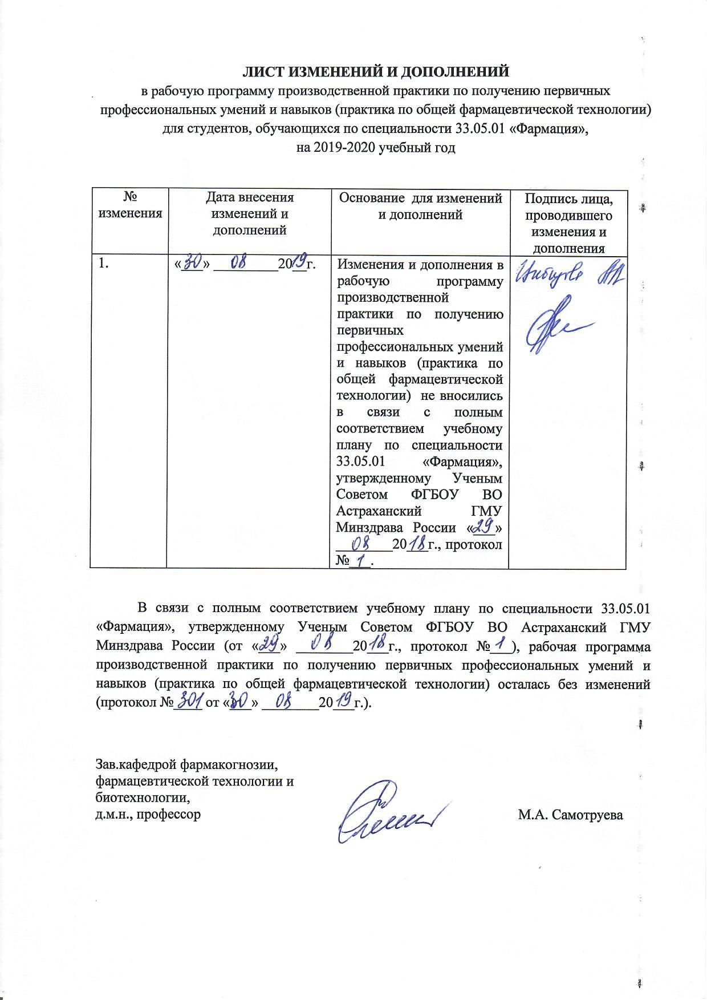 ЛИСТ ИЗМЕНЕНИЙ И ДОПОЛНЕНИЙ
в рабочую программу производственной практики по получению первичных
профессиональных умений и навыков (практика по общей фармацевтической технологии)
для студентов, обучающихся по специальности 33.05.01 «Фармация»,
на 2019-2020 учебный год
№
изменения
Дата внесения
изменений и
дополнений
Основание для изменений
и дополнений
Подпись лица,
проводившего
изменения и
дополнения
1.
«30» 08 2019г.
Изменения и дополнения в
рабочую программу
производственной
практики по получению
первичных
профессиональных умений
и навыков (практика по
общей фармацевтической
технологии) не вносились
в связи с полным
соответствием учебному
плану по специальности
33.05.01 «Фармация»,
утвержденному Ученым
Советом ФГБОУ ВО
Астраханский ГМУ
Минздрава России «29»
08 2018г., протокол
№ 1.
В связи с полным соответствием учебному плану по специальности 33.05.01
«Фармация», утвержденному Ученым Советом ФГБОУ ВО Астраханский ГМУ
Минздрава России (от «29» 08 2018г., протокол № 1), рабочая программа
производственной практики по получению первичных профессиональных умений и
навыков (практика по общей фармацевтической технологии) осталась без изменений
(протокол № 301 от «30» 08 2019г.).
Зав.кафедрой фармакогнозии,
фармацевтической технологии и
биотехнологии,
д.м.н., профессор
М.А. Самотруева